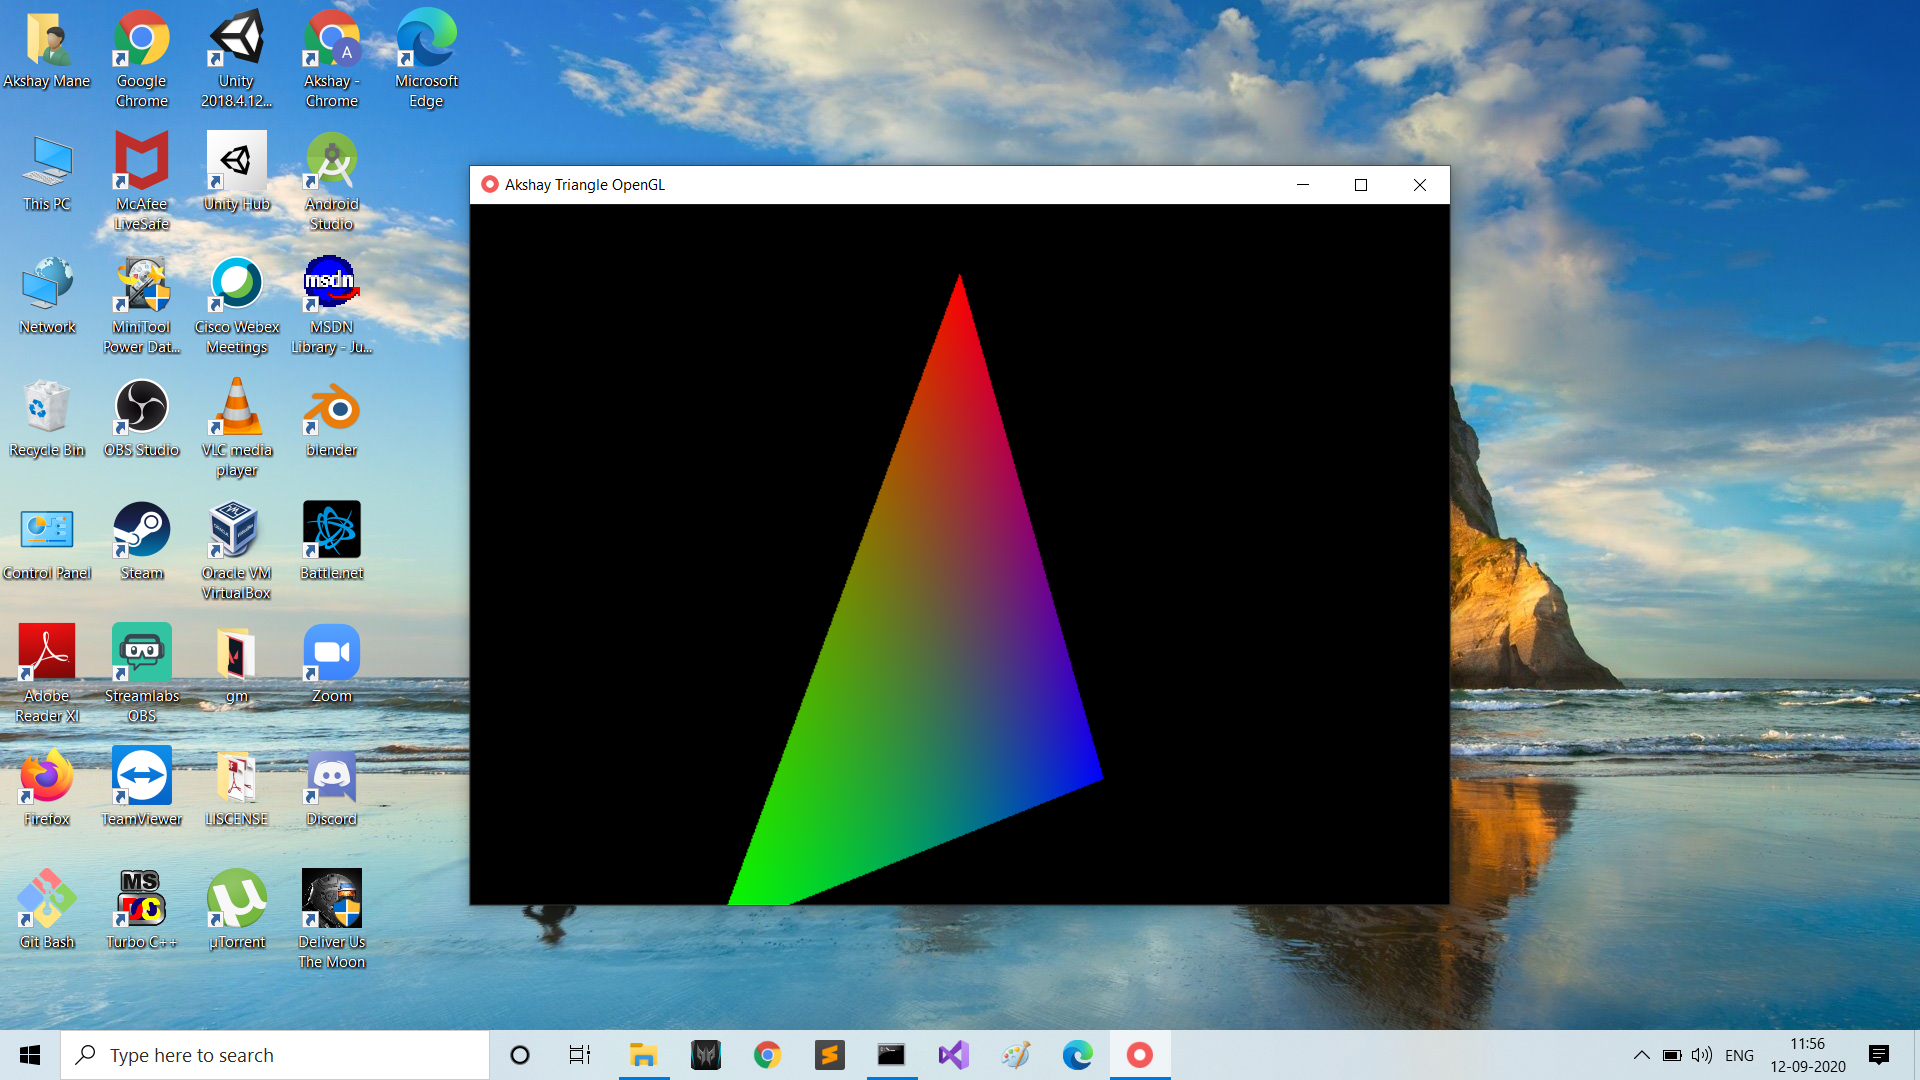 Akshay Mane
Google
Chrome
Unity
2018.4.12...
Akshay -
Chrome
A
Microsoft
Edge
This PC
McAfee
LiveSafe
Unity Hub
Android
Studio
Network
MiniTool
Power Dat...
Cisco Webex
Meetings
msdn
MSDN
Library - Ju...
Recycle Bin
OBS Studio
VLC media
player
blender
Control Panel
Steam
Oracle VM
VirtualBox
Battle.net
Adobe
Reader XI
Streamlabs
OBS
gm
Zoom
Firefox
TeamViewer
LISCENSE
Discord
Git Bash
MS
Turbo C++
µTorrent
Deliver Us
The Moon
Akshay Triangle OpenGL
Type here to search
ENG
11:56
12-09-2020